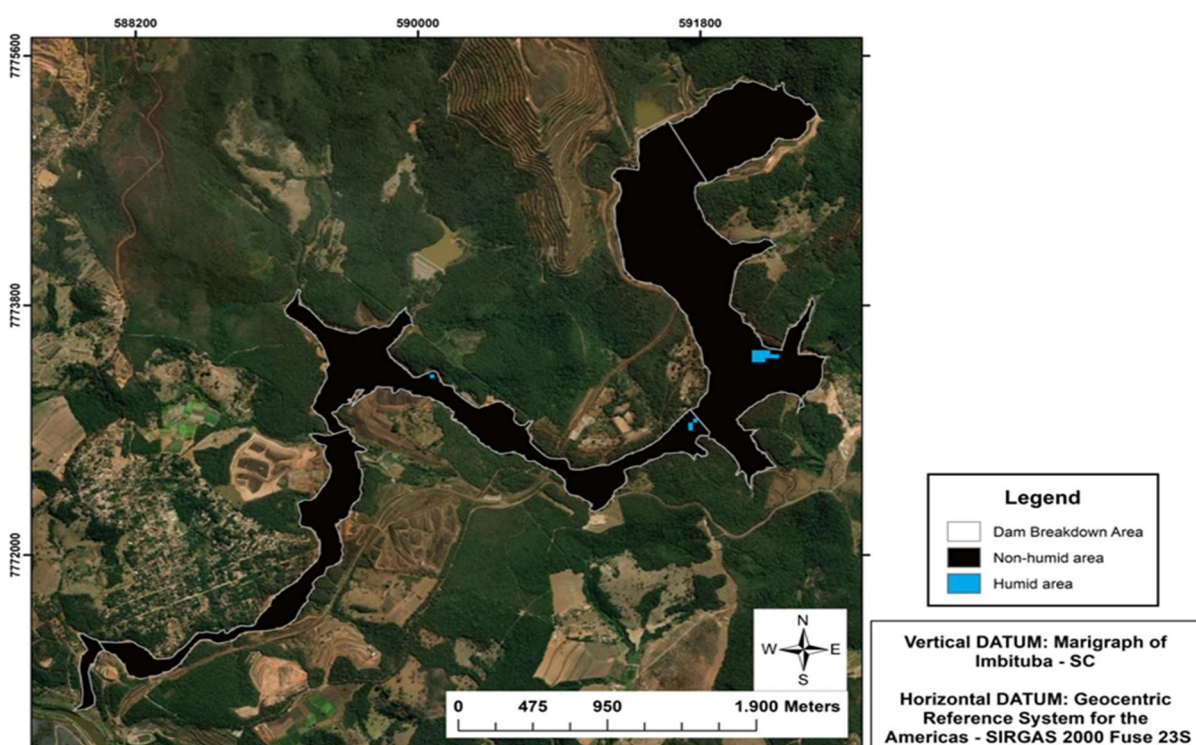 588200 590000 591800
7775600
7773800
7772000
N
W E
S
0 475 950 1.900 Meters
Legend
Dam Breakdown Area
Non-humid area
Humid area
Vertical DATUM: Marigraph of
Imbituba - SC
Horizontal DATUM: Geocentric
Reference System for the
Americas - SIRGAS 2000 Fuse 23S